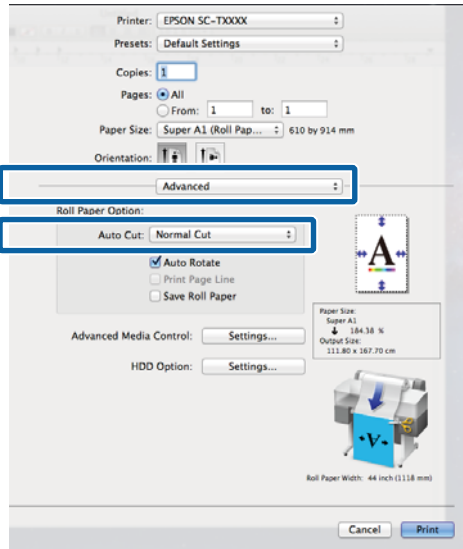 Printer: EPSON SC-TXXXX
Presets: Default Settings
Copies: 1
Pages: All
From: 1 to: 1
Paper Size: Super A1 (Roll Pap... 610 by 914 mm
Orientation:
Advanced
Roll Paper Option:
Auto Cut: Normal Cut
Auto Rotate
Print Page Line
Save Roll Paper
A
Paper Size:
Super A1
184.38 %
Output Size:
111.80 x 167.70 cm
Advanced Media Control: Settings...
HDD Option: Settings...
A
Roll Paper Width: 44 inch (1118 mm)
Cancel Print